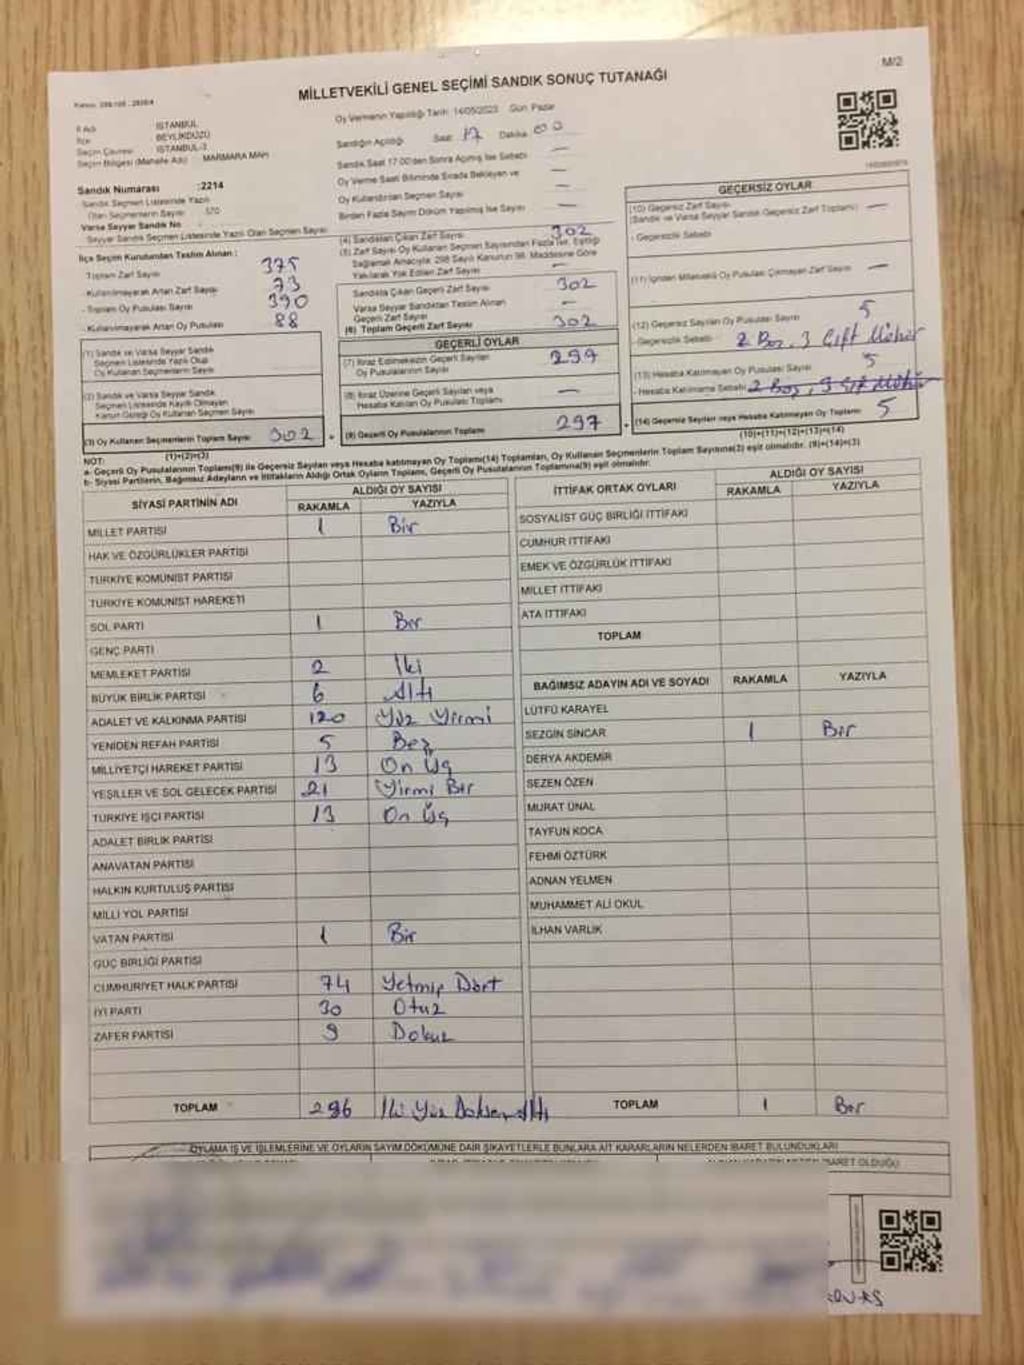 M/2
MİLLETVEKİLİ GENEL SEÇİMİ SANDIK SONUÇ TUTANAĞI
İl Adı İSTANBUL
İlçe BEYLİKDÜZÜ
Seçim Çevresi İSTANBUL-3
Seçim Bölgesi (Mahalle Adı) MARMARA MAH
Sandık Numarası :2214
Sandık Seçmen Listesinde Yazılı
Olan Seçmenlerin Sayısı 370
Varsa Seyyar Sandık No
Seyyar Sandık Seçmen Listesinde Yazılı Olan Seçmen Sayısı
İlçe Seçim Kurulundan Teslim Alınan :
Toplam Zarf Sayısı 375
- Kullanılmayarak Artan Zarf Sayısı 73
- Toplam Oy Pusulası Sayısı 390
- Kullanılmayarak Artan Oy Pusulası 88
(1) Sandık ve Varsa Seyyar Sandık
Seçmen Listesinde Yazılı Olup
Oy Kullanan Seçmenlerin Sayısı
(2) Sandık ve Varsa Seyyar Sandık
Seçmen Listesinde Kayıtlı Olmayan
Kanun Gereği Oy Kullanan Seçmen Sayısı
(3) Oy Kullanan Seçmenlerin Toplam Sayısı 302
(1)+(2)=(3)
Oy Vermenin Yapıldığı Tarih: 14/05/2023 Gün: Pazar
Sandığın Açıldığı Saat 17 Dakika 00
Sandık Saat 17:00'den Sonra Açılmış İse Sebebi —
Oy Verme Saati Bitiminde Sırada Bekleyen ve —
Oy Kullandırılan Seçmen Sayısı —
Birden Fazla Sayım Döküm Yapılmış İse Sayısı —
(4) Sandıktan Çıkan Zarf Sayısı 302
(5) Zarf Sayısı Oy Kullanan Seçmen Sayısından Fazla İse, Eşitliği
Sağlamak Amacıyla; 298 Sayılı Kanunun 98. Maddesine Göre
Yakılarak Yok Edilen Zarf Sayısı —
Sandıkta Çıkan Geçerli Zarf Sayısı 302
Varsa Seyyar Sandıktan Teslim Alınan
Geçerli Zarf Sayısı —
(6) Toplam Geçerli Zarf Sayısı 302
GEÇERLİ OYLAR
(7) İtiraz Edilmeksizin Geçerli Sayılan
Oy Pusulalarının Sayısı 297
(8) İtiraz Üzerine Geçerli Sayılan veya
Hesaba Katılan Oy Pusulası Toplamı —
(9) Geçerli Oy Pusulalarının Toplamı 297
GEÇERSİZ OYLAR
(10) Geçersiz Zarf Sayısı
(Sandık ve Varsa Seyyar Sandık Geçersiz Zarf Toplamı) —
- Geçersizlik Sebebi
(11) İçinden Milletvekili Oy Pusulası Çıkmayan Zarf Sayısı —
(12) Geçersiz Sayılan Oy Pusulası Sayısı 5
- Geçersizlik Sebebi 2 Boş, 3 Çift Mühür
(13) Hesaba Katılmayan Oy Pusulası Sayısı 5
- Hesaba Katılmama Sebebi 2 Boş, 3 Çift Mühür
(14) Geçersiz Sayılan veya Hesaba Katılmayan Oy Toplamı 5
(10)+(11)+(12)+(13)=(14)
NOT:
a- Geçerli Oy Pusulalarının Toplamı(9) ile Geçersiz Sayılan veya Hesaba katılmayan Oy Toplamı(14) Toplamları, Oy Kullanan Seçmenlerin Toplam Sayısına(3) eşit olmalıdır. (9)+(14)=(3)
b- Siyasi Partilerin, Bağımsız Adayların ve İttifakların Aldığı Ortak Oyların Toplamı, Geçerli Oy Pusulalarının Toplamına(9) eşit olmalıdır.
SİYASİ PARTİNİN ADI ALDIĞI OY SAYISI
RAKAMLA YAZIYLA
MİLLET PARTİSİ 1 Bir
HAK VE ÖZGÜRLÜKLER PARTİSİ
TÜRKİYE KOMÜNİST PARTİSİ
TÜRKİYE KOMÜNİST HAREKETİ
SOL PARTİ 1 Bir
GENÇ PARTİ
MEMLEKET PARTİSİ 2 İki
BÜYÜK BİRLİK PARTİSİ 6 Altı
ADALET VE KALKINMA PARTİSİ 120 Yüz Yirmi
YENİDEN REFAH PARTİSİ 5 Beş
MİLLİYETÇİ HAREKET PARTİSİ 13 On Üç
YEŞİLLER VE SOL GELECEK PARTİSİ 21 Yirmi Bir
TÜRKİYE İŞÇİ PARTİSİ 13 On Üç
ADALET BİRLİK PARTİSİ
ANAVATAN PARTİSİ
HALKIN KURTULUŞ PARTİSİ
MİLLİ YOL PARTİSİ
VATAN PARTİSİ 1 Bir
GÜÇ BİRLİĞİ PARTİSİ
CUMHURİYET HALK PARTİSİ 74 Yetmiş Dört
İYİ PARTİ 30 Otuz
ZAFER PARTİSİ 9 Dokuz
TOPLAM 296 İki Yüz Doksan Altı
İTTİFAK ORTAK OYLARI ALDIĞI OY SAYISI
RAKAMLA YAZIYLA
SOSYALİST GÜÇ BİRLİĞİ İTTİFAKI
CUMHUR İTTİFAKI
EMEK VE ÖZGÜRLÜK İTTİFAKI
MİLLET İTTİFAKI
ATA İTTİFAKI
TOPLAM
BAĞIMSIZ ADAYIN ADI VE SOYADI RAKAMLA YAZIYLA
LÜTFÜ KARAYEL
SEZGİN SİNCAR 1 Bir
DERYA AKDEMİR
SEZEN ÖZEN
MURAT ÜNAL
TAYFUN KOCA
FEHMİ ÖZTÜRK
ADNAN YELMEN
MUHAMMET ALİ OKUL
İLHAN VARLIK
TOPLAM 1 Bir
OYLAMA İŞ VE İŞLEMLERİNE VE OYLARIN SAYIM DÖKÜMÜNE DAİR ŞİKAYETLERLE BUNLARA AİT KARARLARIN NELERDEN İBARET BULUNDUKLARI